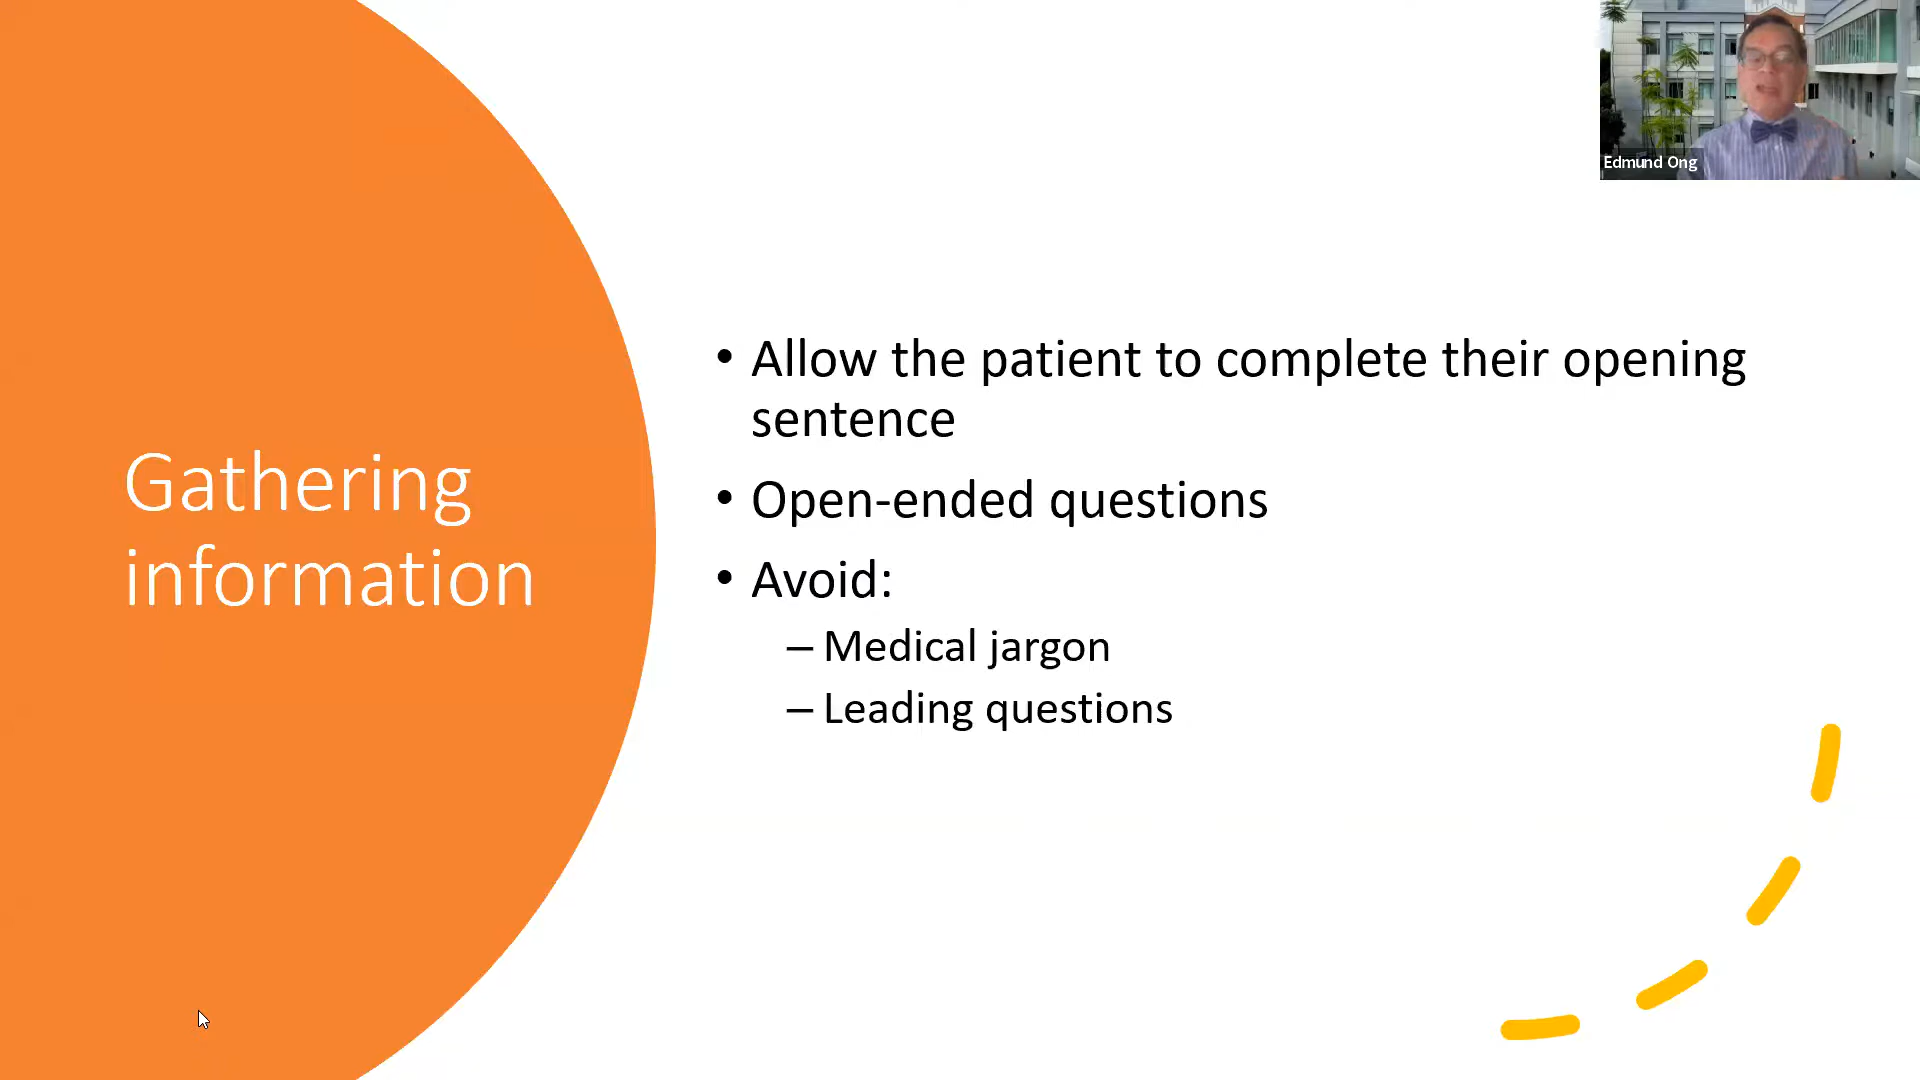 Edmund Ong
Gathering
information
• Allow the patient to complete their opening
sentence
• Open-ended questions
• Avoid:
– Medical jargon
– Leading questions